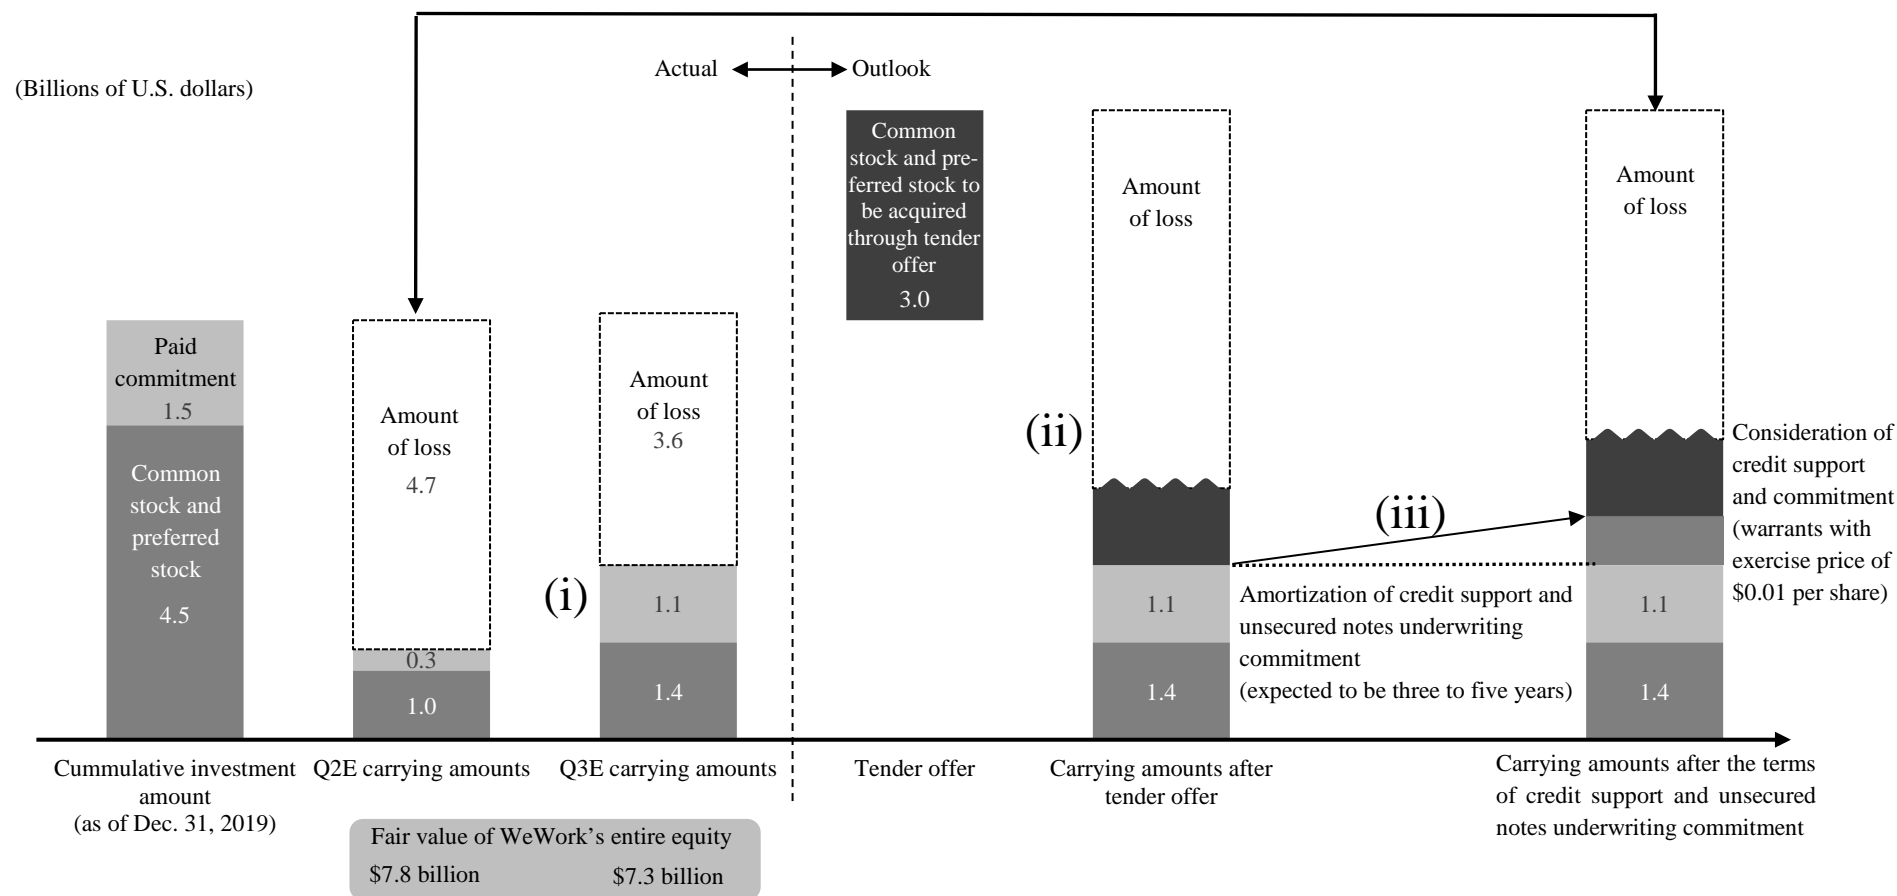 (Billions of U.S. dollars)
Actual
Outlook
Paid
commitment
1.5
Common
stock and
preferred
stock
4.5
Amount
of loss
4.7
0.3
1.0
(i)
Amount
of loss
3.6
1.1
1.4
Common
stock and pre-
ferred stock to
be acquired
through tender
offer
3.0
(ii)
Amount
of loss
1.1
1.4
(iii)
Amortization of credit support and
unsecured notes underwriting
commitment
(expected to be three to five years)
Amount
of loss
1.1
1.4
Consideration of
credit support
and commitment
(warrants with
exercise price of
$0.01 per share)
Cummulative investment
amount
(as of Dec. 31, 2019)
Q2E carrying amounts
Q3E carrying amounts
Tender offer
Carrying amounts after
tender offer
Carrying amounts after the terms
of credit support and unsecured
notes underwriting commitment
Fair value of WeWork’s entire equity
$7.8 billion
$7.3 billion